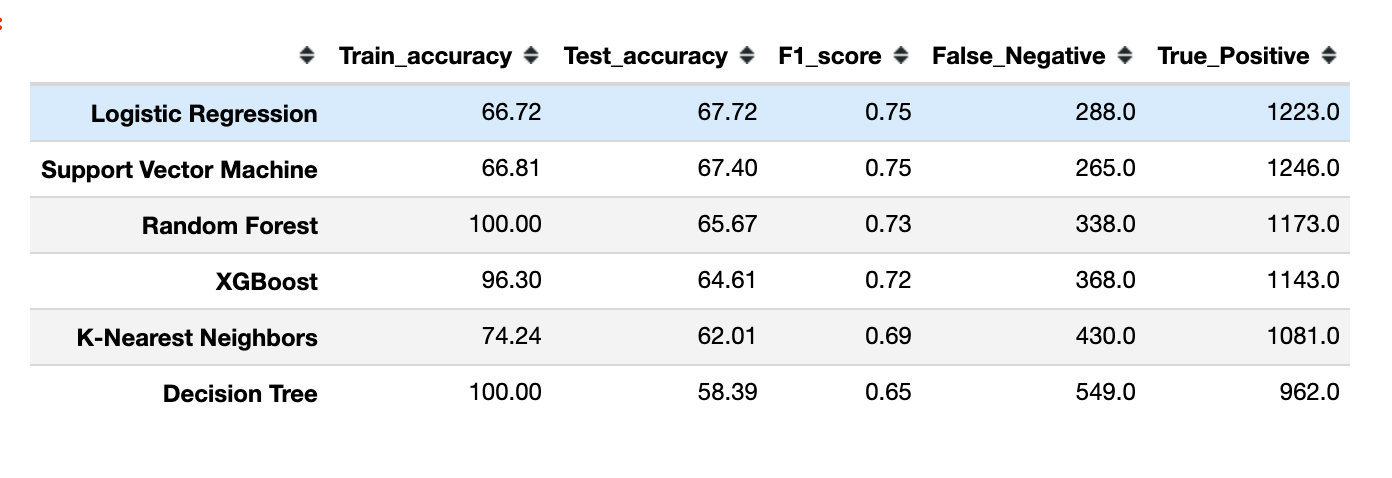 Train_accuracy Test_accuracy F1_score False_Negative True_Positive
Logistic Regression 66.72 67.72 0.75 288.0 1223.0
Support Vector Machine 66.81 67.40 0.75 265.0 1246.0
Random Forest 100.00 65.67 0.73 338.0 1173.0
XGBoost 96.30 64.61 0.72 368.0 1143.0
K-Nearest Neighbors 74.24 62.01 0.69 430.0 1081.0
Decision Tree 100.00 58.39 0.65 549.0 962.0